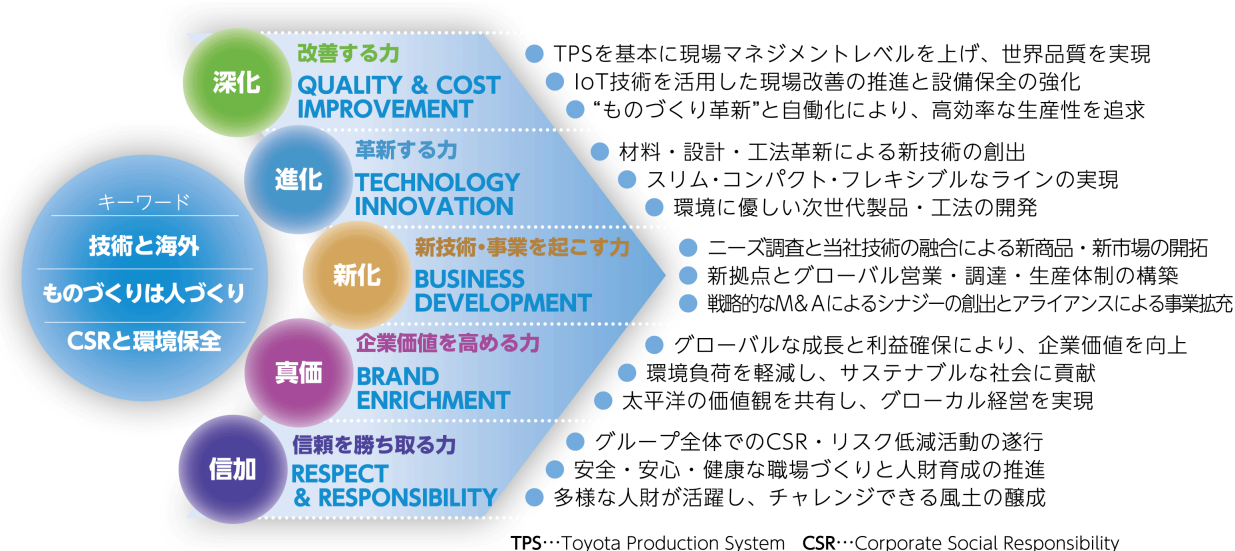 キーワード
技術と海外
ものづくりは人づくり
CSRと環境保全
深化
改善する力
QUALITY & COST
IMPROVEMENT
TPSを基本に現場マネジメントレベルを上げ、世界品質を実現
IoT技術を活用した現場改善の推進と設備保全の強化
“ものづくり革新”と自働化により、高効率な生産性を追求
進化
革新する力
TECHNOLOGY
INNOVATION
材料・設計・工法革新による新技術の創出
スリム・コンパクト・フレキシブルなラインの実現
環境に優しい次世代製品・工法の開発
新化
新技術・事業を起こす力
BUSINESS
DEVELOPMENT
ニーズ調査と当社技術の融合による新商品・新市場の開拓
新拠点とグローバル営業・調達・生産体制の構築
戦略的なM&Aによるシナジーの創出とアライアンスによる事業拡充
真価
企業価値を高める力
BRAND
ENRICHMENT
グローバルな成長と利益確保により、企業価値を向上
環境負荷を軽減し、サステナブルな社会に貢献
太平洋の価値観を共有し、グローカル経営を実現
信加
信頼を勝ち取る力
RESPECT
& RESPONSIBILITY
グループ全体でのCSR・リスク低減活動の遂行
安全・安心・健康な職場づくりと人財育成の推進
多様な人財が活躍し、チャレンジできる風土の醸成
TPS…Toyota Production System CSR…Corporate Social Responsibility